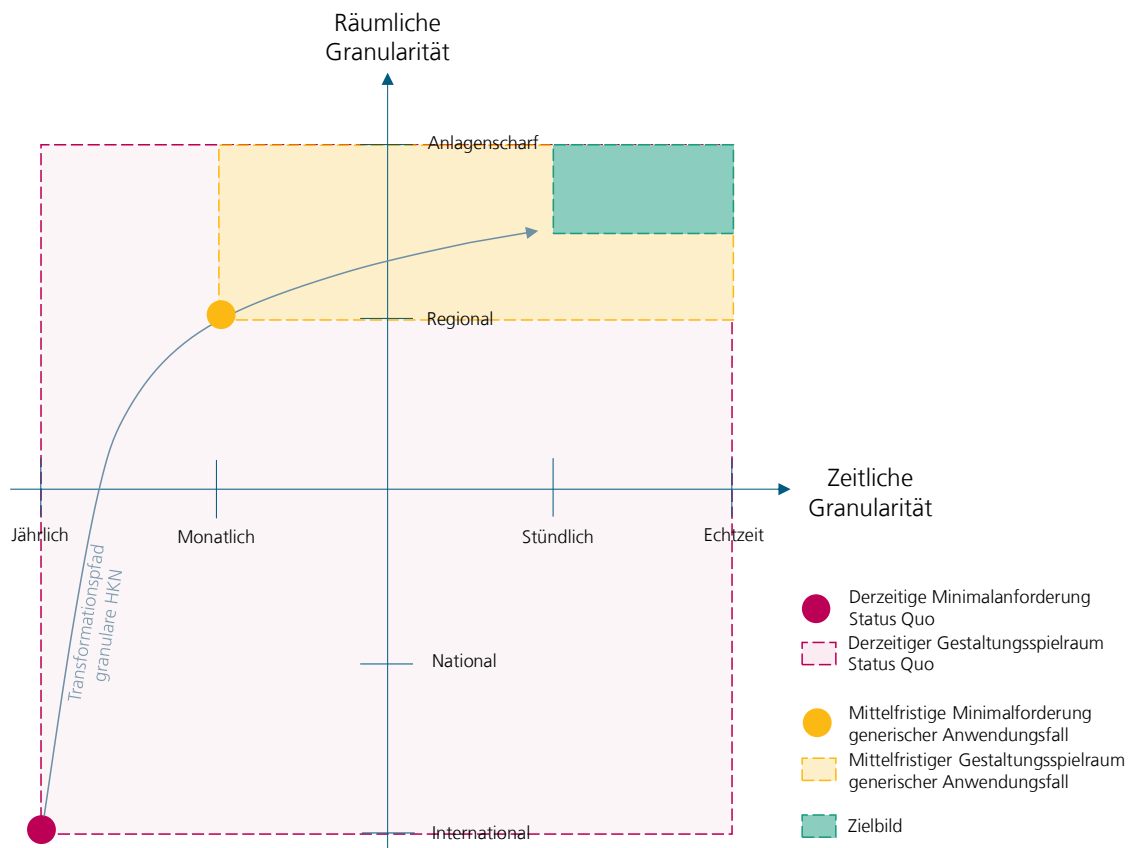 Räumliche
Granularität
Anlagenscharf
Regional
Zeitliche
Granularität
Jährlich
Monatlich
Stündlich
Echtzeit
Transformationspfad
granulare HKN
National
International
Derzeitige Minimalanforderung
Status Quo
Derzeitiger Gestaltungsspielraum
Status Quo
Mittelfristige Minimalforderung
generischer Anwendungsfall
Mittelfristiger Gestaltungsspielraum
generischer Anwendungsfall
Zielbild